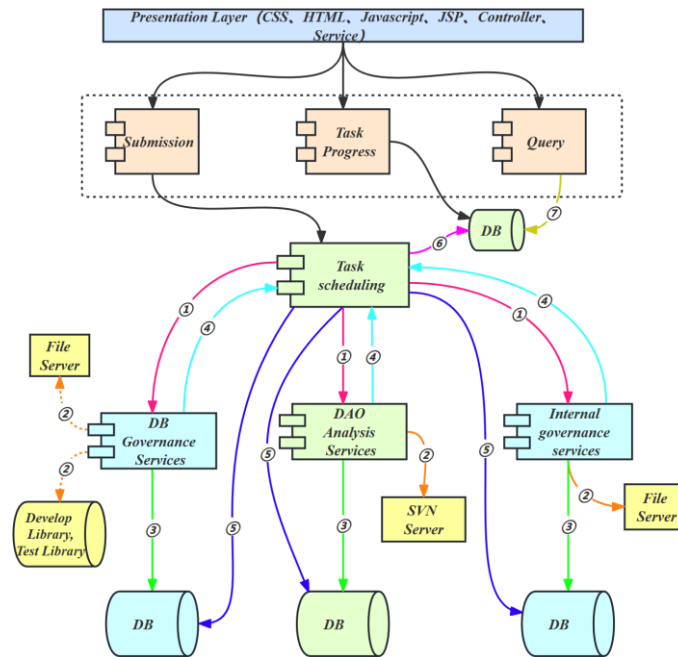 Presentation Layer（CSS、HTML、Javascript、JSP、Controller、
Service）
Submission
Task
Progress
Query
DB
⑦
⑥
Task
scheduling
①
④
①
④
①
④
File
Server
②
②
DB
Governance
Services
DAO
Analysis
Services
Internal
governance
services
⑤
⑤
⑤
②
②
Develop
Library,
Test Library
SVN
Server
File
Server
③
③
③
DB
DB
DB